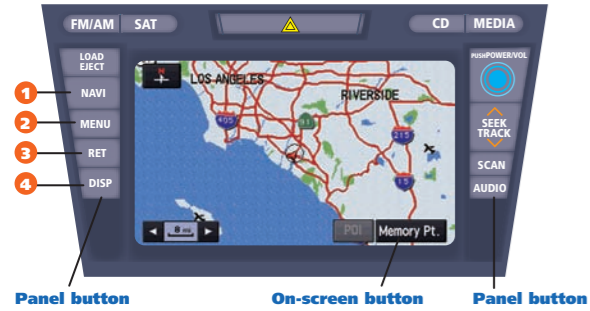 FM/AM SAT
CD MEDIA
LOAD
EJECT
PUSH POWER/VOL
1 NAVI
2 MENU
3 RET
4 DISP
SEEK
TRACK
SCAN
AUDIO
LOS ANGELES
RIVERSIDE
405
215
15
8 mi
POI
Memory Pt.
Panel button
On-screen button
Panel button